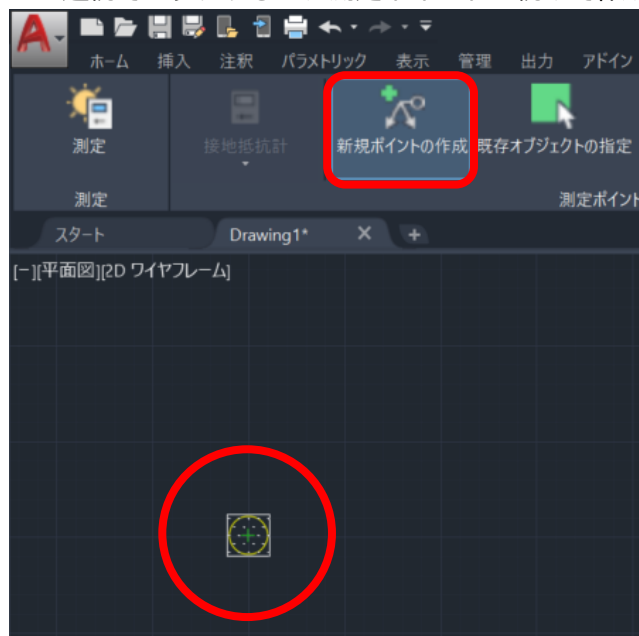 ホーム 挿入 注釈 パラメトリック 表示 管理 出力 アドイン
測定 接地抵抗計 新規ポイントの作成 既存オブジェクトの指定
測定 測定ポイント
スタート Drawing1* × +
[-][平面図][2D ワイヤフレーム]